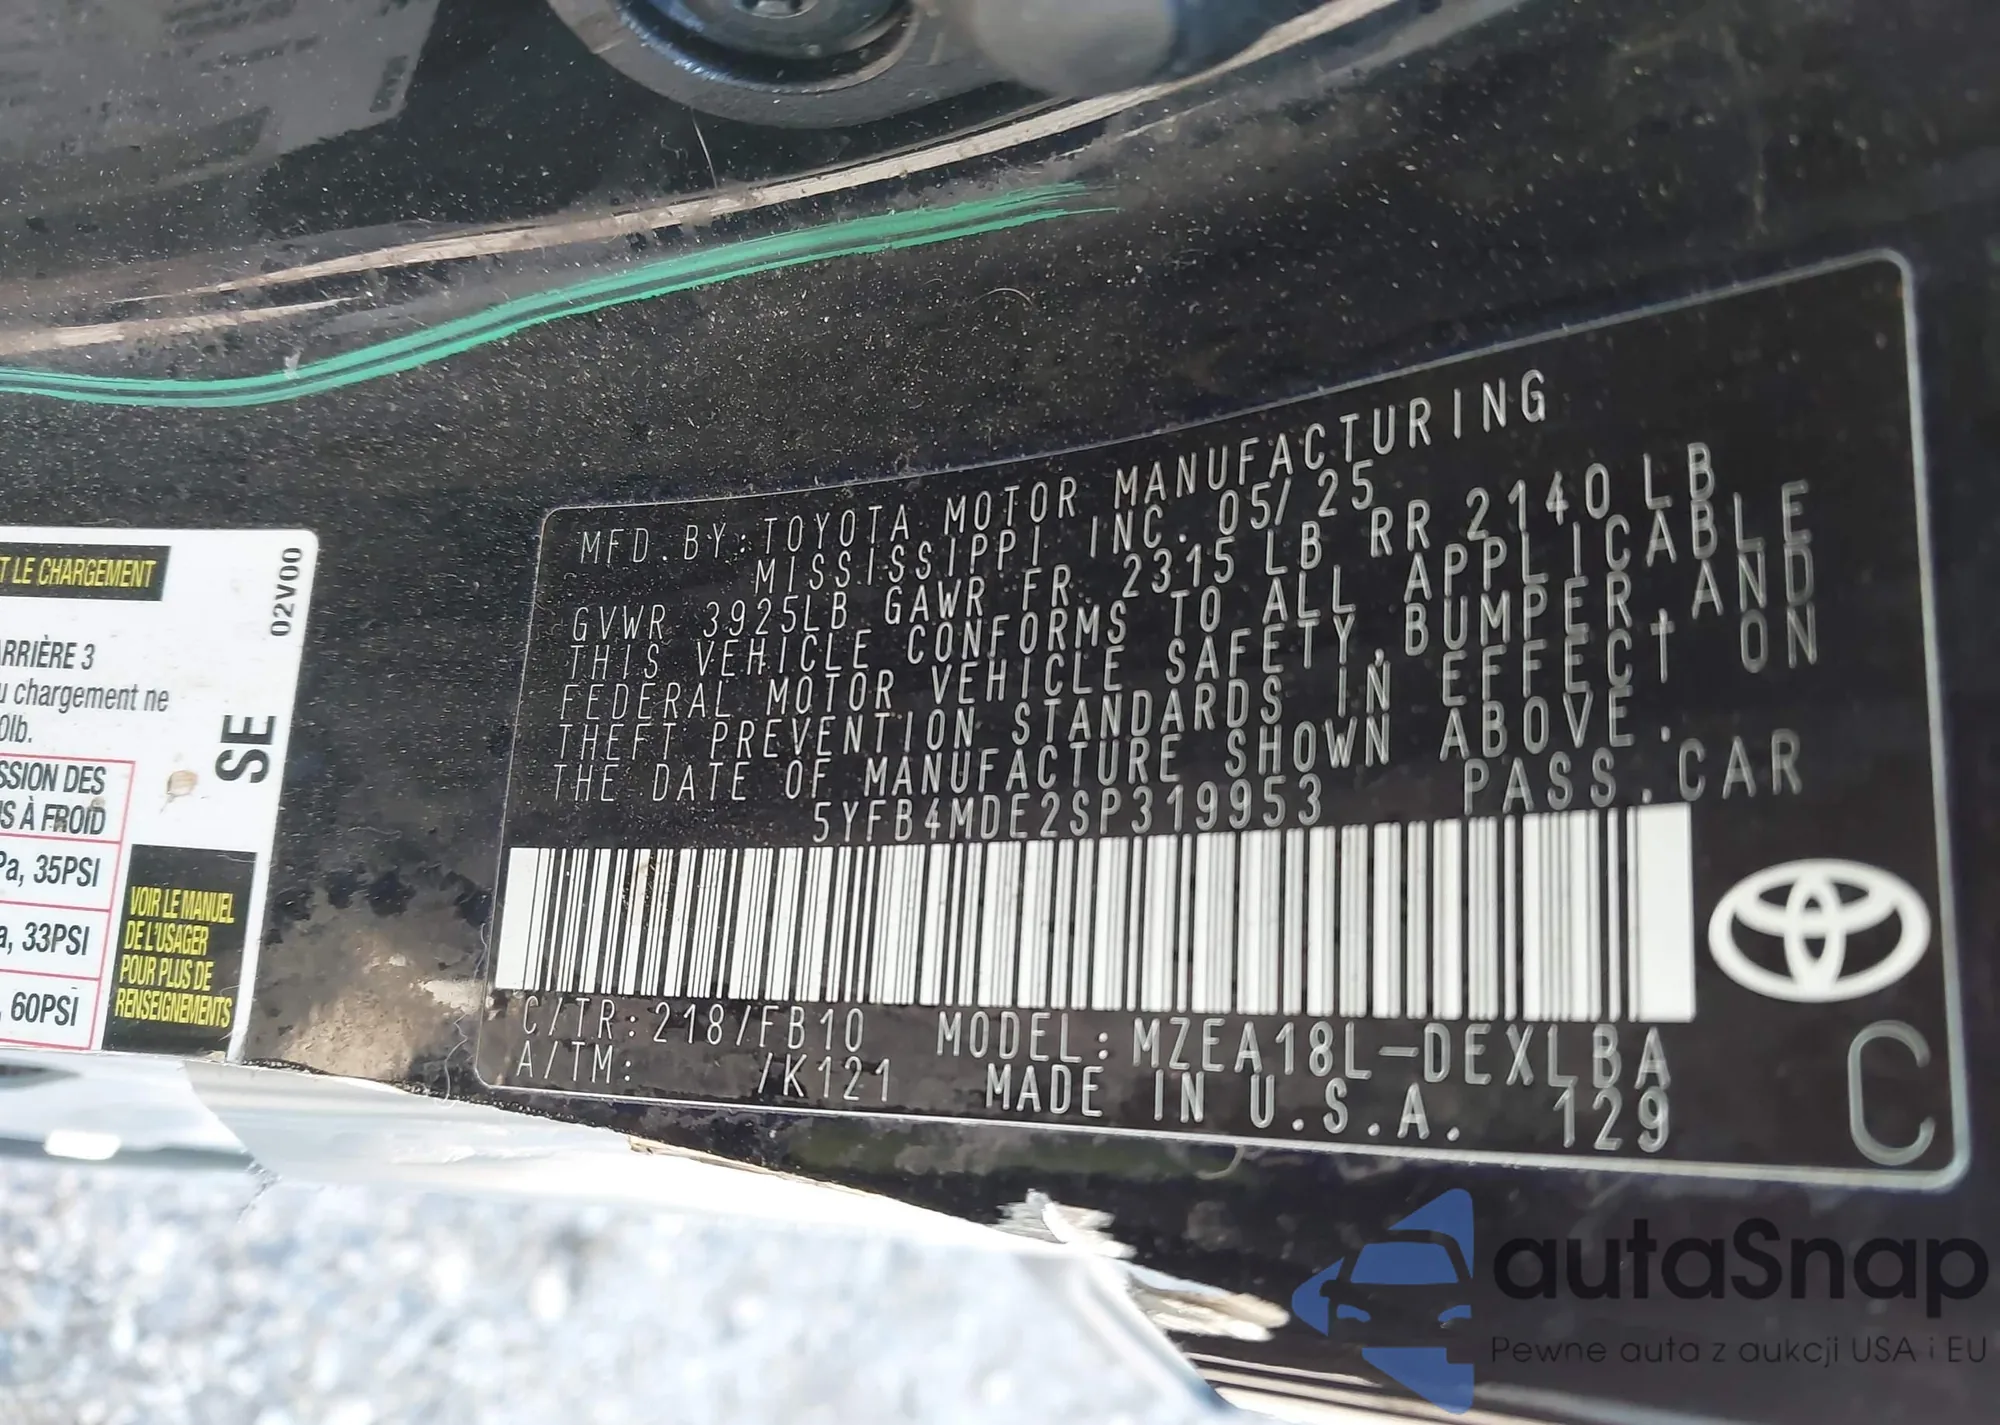 T LE CHARGEMENT
02V00
ARRIÈRE 3
u chargement ne
0lb.
SE
SSION DES
S À FROID
Pa, 35PSI
a, 33PSI
, 60PSI
VOIR LE MANUEL
DE L'USAGER
POUR PLUS DE
RENSEIGNEMENTS
MFD.BY:TOYOTA MOTOR MANUFACTURING
MISSISSIPPI INC. 05/25
GVWR 3925LB GAWR FR 2315 LB RR 2140 LB
THIS VEHICLE CONFORMS TO ALL APPLICABLE
FEDERAL MOTOR VEHICLE SAFETY,BUMPER,AND
THEFT PREVENTION STANDARDS IN EFFECT ON
THE DATE OF MANUFACTURE SHOWN ABOVE.
5YFB4MDE2SP319953 PASS.CAR
C/TR:218/FB10 MODEL:MZEA18L-DEXLBA
A/TM: /K121 MADE IN U.S.A. 129
C
autaSnap
Pewne auta z aukcji USA i EU